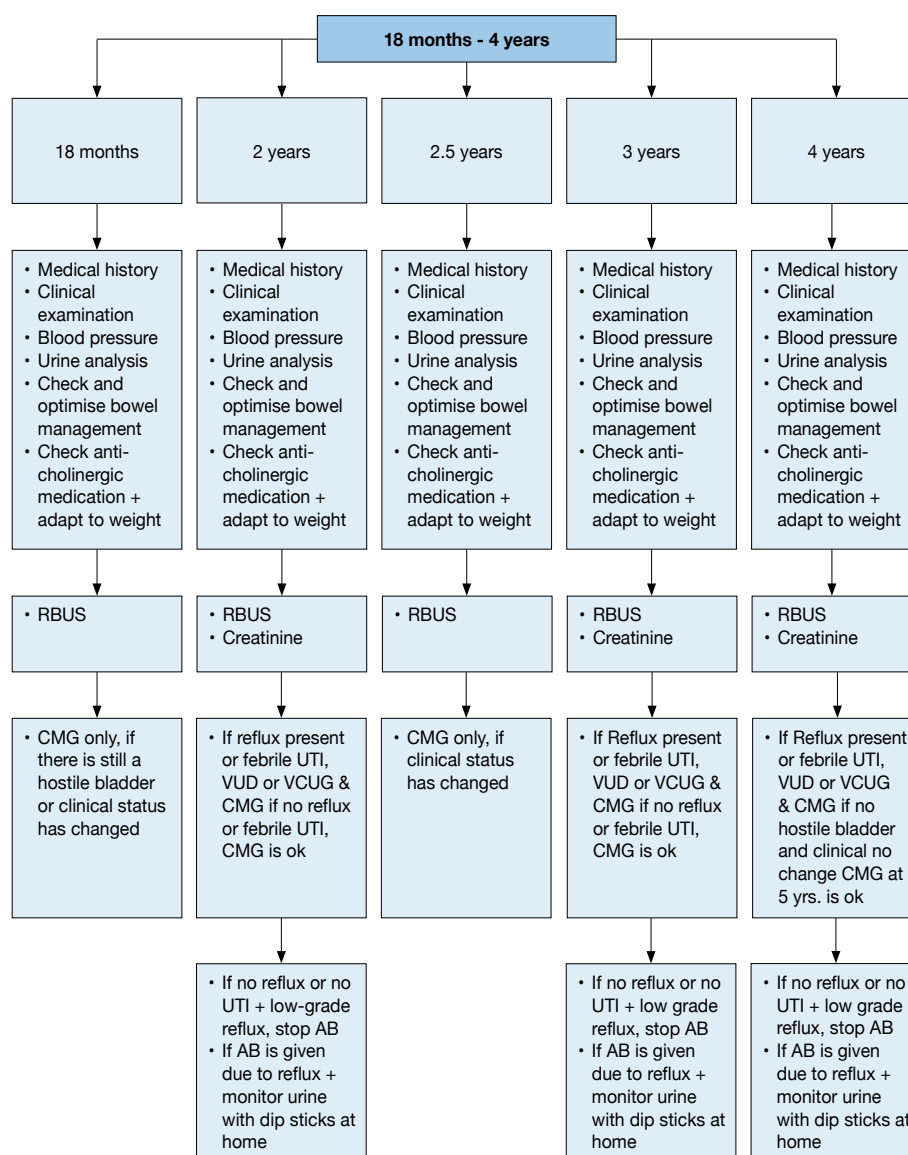 18 months - 4 years
18 months
2 years
2.5 years
3 years
4 years
• Medical history
• Clinical
examination
• Blood pressure
• Urine analysis
• Check and
optimise bowel
management
• Check anti-
cholinergic
medication +
adapt to weight
• Medical history
• Clinical
examination
• Blood pressure
• Urine analysis
• Check and
optimise bowel
management
• Check anti-
cholinergic
medication +
adapt to weight
• Medical history
• Clinical
examination
• Blood pressure
• Urine analysis
• Check and
optimise bowel
management
• Check anti-
cholinergic
medication +
adapt to weight
• Medical history
• Clinical
examination
• Blood pressure
• Urine analysis
• Check and
optimise bowel
management
• Check anti-
cholinergic
medication +
adapt to weight
• Medical history
• Clinical
examination
• Blood pressure
• Urine analysis
• Check and
optimise bowel
management
• Check anti-
cholinergic
medication +
adapt to weight
• RBUS
• RBUS
• Creatinine
• RBUS
• RBUS
• Creatinine
• RBUS
• Creatinine
• CMG only, if
there is still a
hostile bladder
or clinical status
has changed
• If reflux present
or febrile UTI,
VUD or VCUG &
CMG if no reflux
or febrile UTI,
CMG is ok
• CMG only, if
clinical status
has changed
• If Reflux present
or febrile UTI,
VUD or VCUG &
CMG if no reflux
or febrile UTI,
CMG is ok
• If Reflux present
or febrile UTI,
VUD or VCUG
& CMG if no
hostile bladder
and clinical no
change CMG at
5 yrs. is ok
• If no reflux or no
UTI + low-grade
reflux, stop AB
• If AB is given
due to reflux +
monitor urine
with dip sticks at
home
• If no reflux or no
UTI + low grade
reflux, stop AB
• If AB is given
due to reflux +
monitor urine
with dip sticks at
home
• If no reflux or no
UTI + low grade
reflux, stop AB
• If AB is given
due to reflux +
monitor urine
with dip sticks at
home